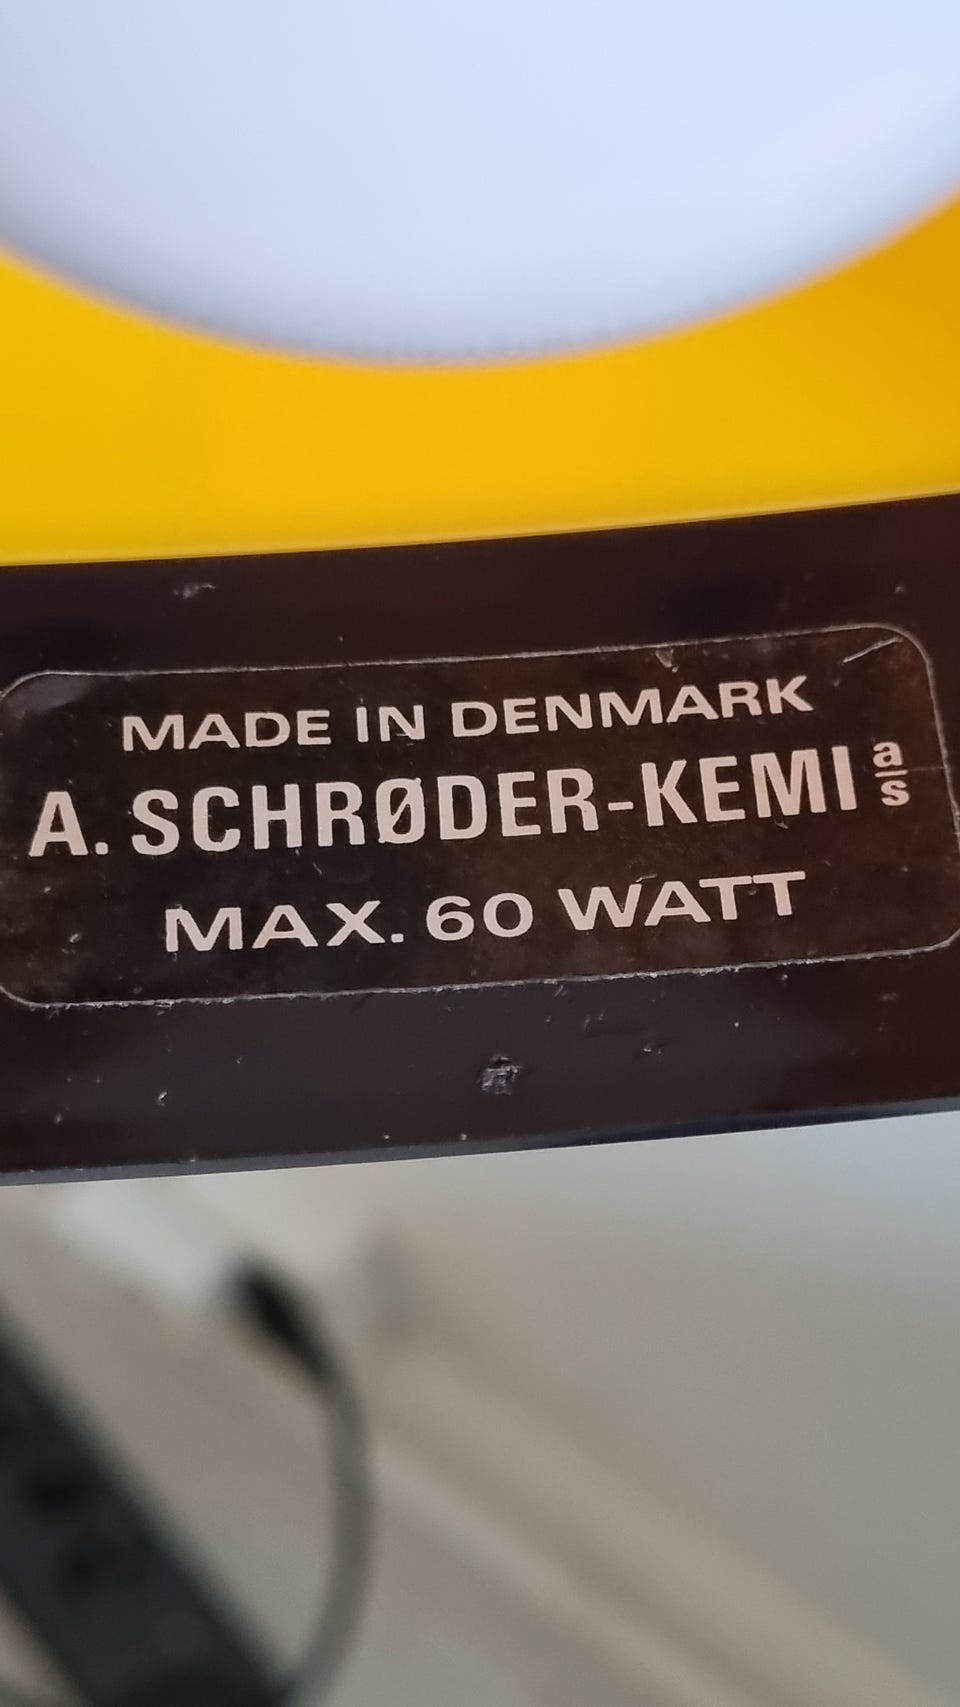 MADE IN DENMARK
A. SCHRØDER-KEMI a/s
MAX. 60 WATT